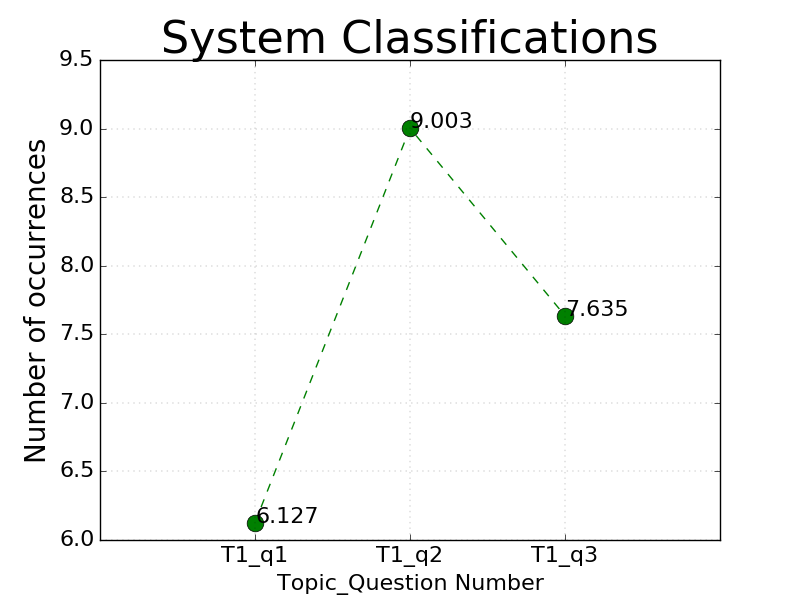 System Classifications
9.5
9.0
8.5
8.0
7.5
7.0
6.5
6.0
Number of occurrences
9.003
7.635
6.127
T1_q1 T1_q2 T1_q3
Topic_Question Number